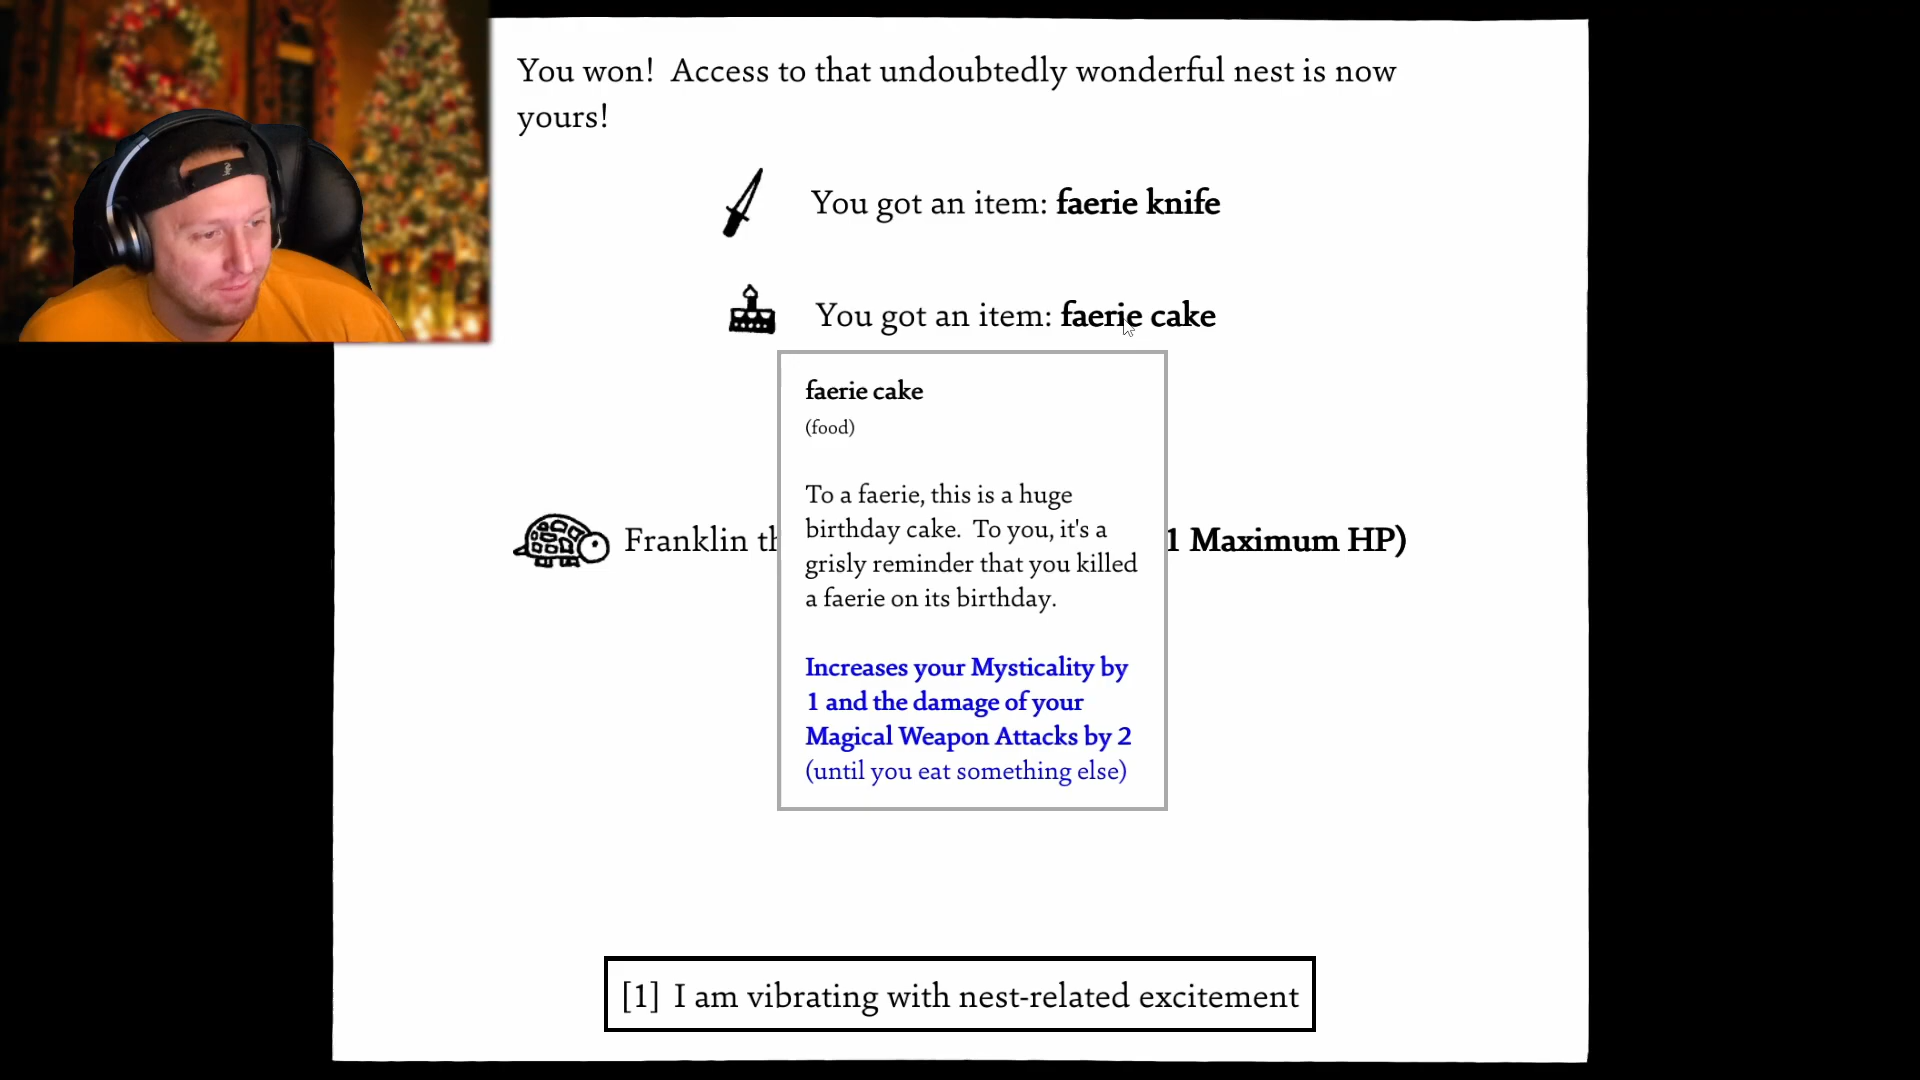 You won!  Access to that undoubtedly wonderful nest is now
yours!
You got an item: faerie knife
You got an item: faerie cake
faerie cake
(food)
To a faerie, this is a huge
birthday cake.  To you, it's a
grisly reminder that you killed
a faerie on its birthday.
Increases your Mysticality by
1 and the damage of your
Magical Weapon Attacks by 2
(until you eat something else)
Franklin 1 Maximum HP)
[1]  I am vibrating with nest-related excitement